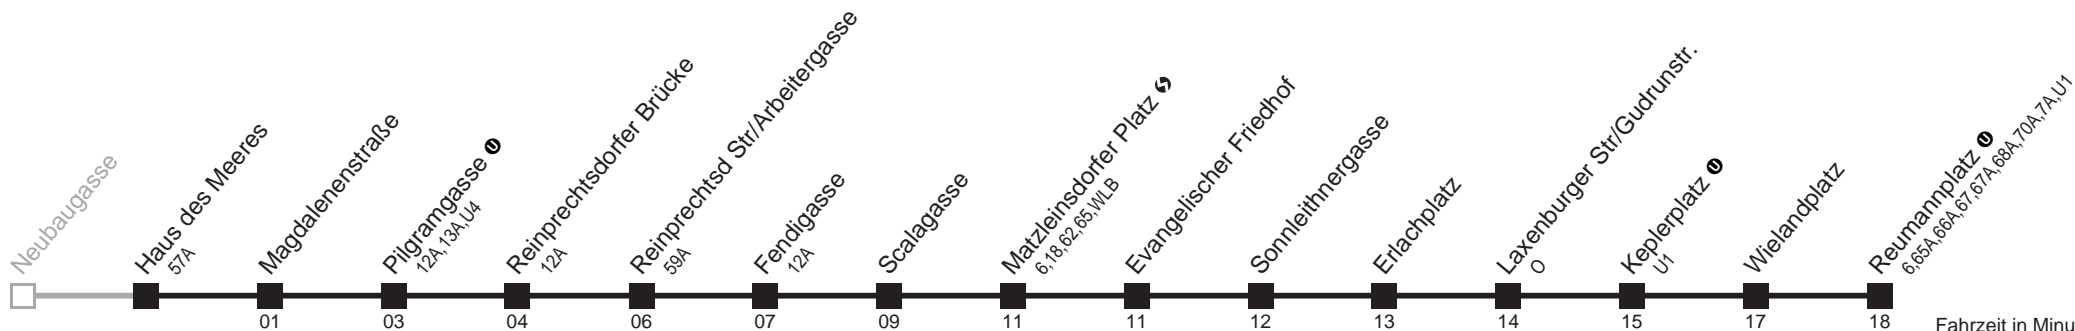 Neubaugasse
Haus des Meeres
57A
Magdalenenstraße
01
Pilgramgasse U
12A,13A,U4
03
Reinprechtsdorfer Brücke
12A
04
Reinprechtsd Str/Arbeitergasse
59A
06
Fendigasse
12A
07
Scalagasse
09
Matzleinsdorfer Platz
6,18,62,65,WLB
11
Evangelischer Friedhof
11
Sonnleithnergasse
12
Erlachplatz
13
Laxenburger Str/Gudrunstr.
O
14
Keplerplatz U
U1
15
Wielandplatz
17
Reumannplatz U
6,65A,66A,67,67A,68A,70A,7A,U1
18
Fahrzeit in Minu